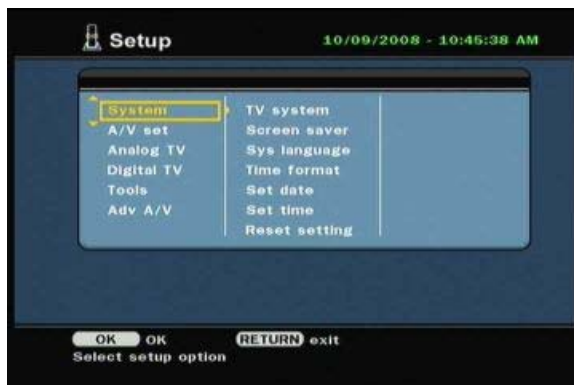 Setup
10/09/2008 - 10:45:38 AM
System
A/V set
Analog TV
Digital TV
Tools
Adv A/V
TV system
Screen saver
Sys language
Time format
Set date
Set time
Reset setting
OK OK
RETURN exit
Select setup option